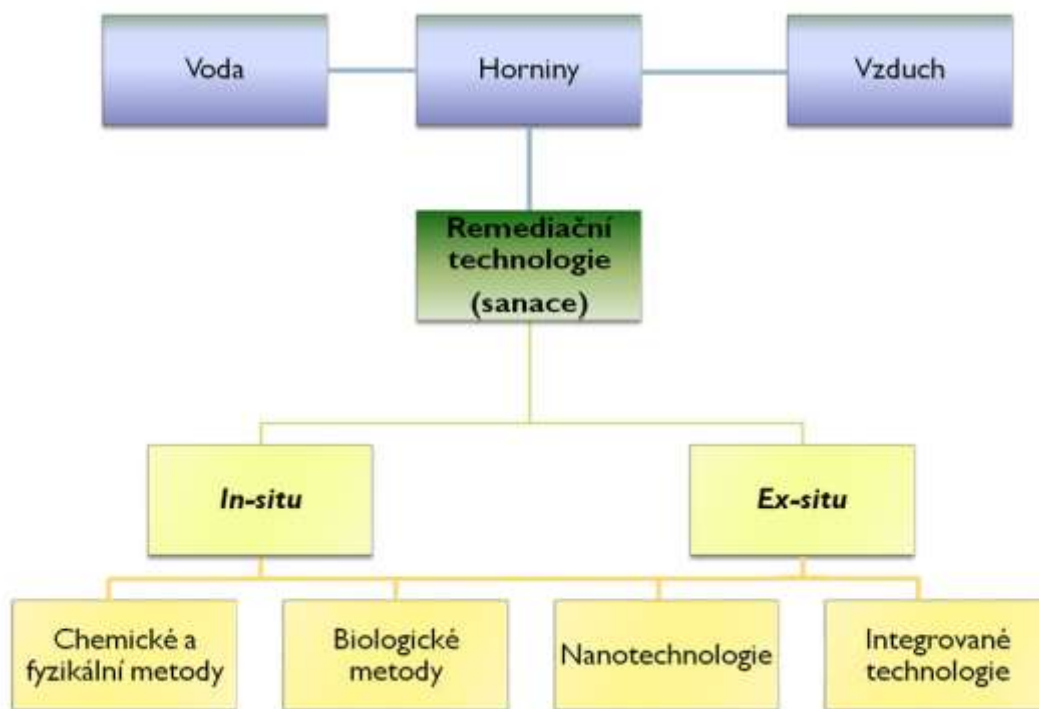 Voda
Horniny
Vzduch
Remediační
technologie
(sanace)
In-situ
Ex-situ
Chemické a
fyzikální metody
Biologické
metody
Nanotechnologie
Integrované
technologie